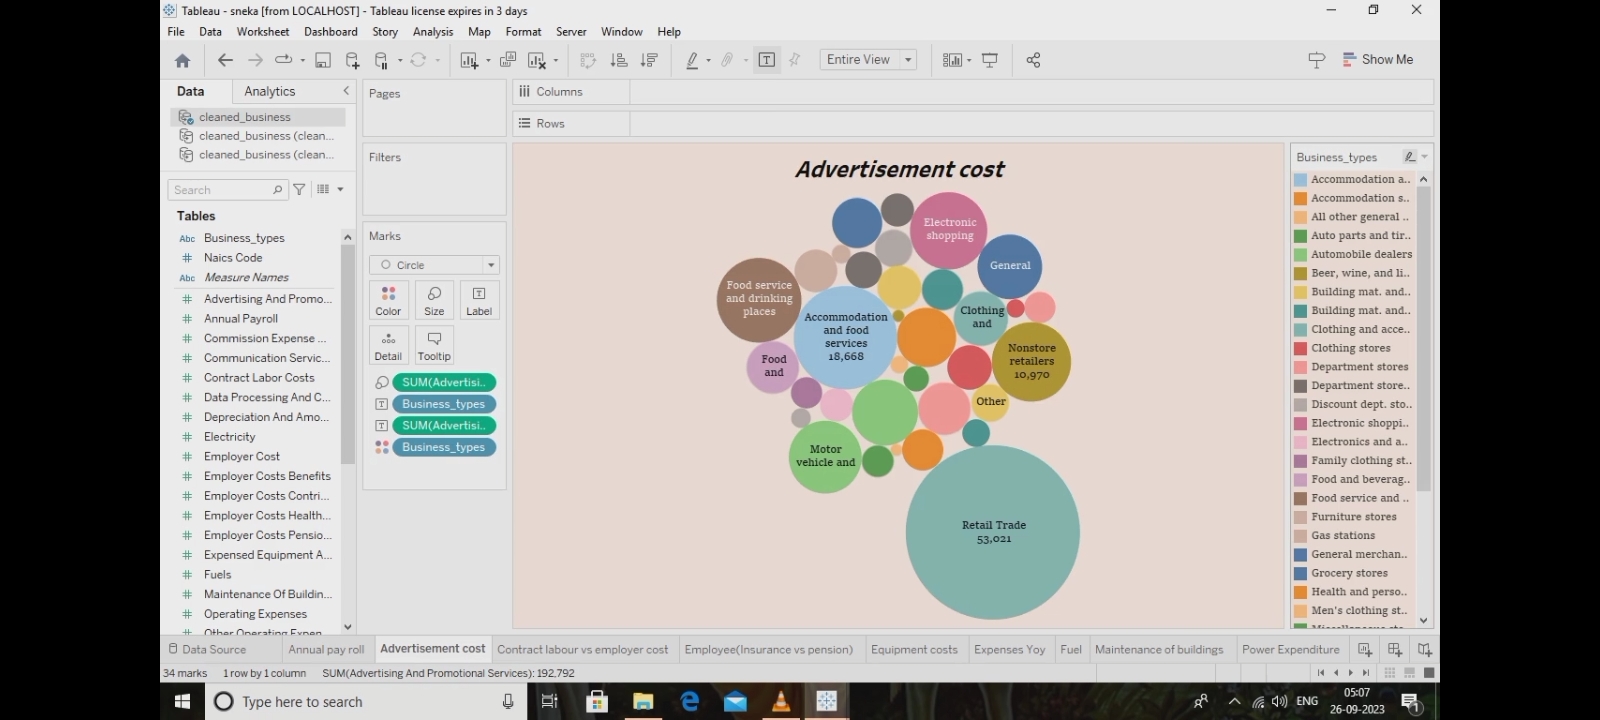 Tableau - sneka [from LOCALHOST] - Tableau license expires in 3 days
File Data Worksheet Dashboard Story Analysis Map Format Server Window Help
Entire View
Show Me
Data Analytics
cleaned_business
cleaned_business (clean...
cleaned_business (clean...
Search
Tables
Abc Business_types
# Naics Code
Abc Measure Names
# Advertising And Promo...
# Annual Payroll
# Commission Expense ...
# Communication Servic...
# Contract Labor Costs
# Data Processing And C...
# Depreciation And Amo...
# Electricity
# Employer Cost
# Employer Costs Benefits
# Employer Costs Contri...
# Employer Costs Health...
# Employer Costs Pensio...
# Expensed Equipment A...
# Fuels
# Maintenance Of Buildin...
# Operating Expenses
# Other Operating Expen
Pages
Filters
Marks
Circle
Color Size Label
Detail Tooltip
SUM(Advertisi..
Business_types
SUM(Advertisi..
Business_types
Columns
Rows
Advertisement cost
Electronic
shopping
General
Food service
and drinking
places
Accommodation
and food
services
18,668
Clothing
and
Food
and
Nonstore
retailers
10,970
Other
Motor
vehicle and
Retail Trade
53,021
Business_types
Accommodation a..
Accommodation s..
All other general ..
Auto parts and tir..
Automobile dealers
Beer, wine, and li..
Building mat. and..
Building mat. and..
Clothing and acce..
Clothing stores
Department stores
Department store..
Discount dept. sto..
Electronic shoppi..
Electronics and a..
Family clothing st..
Food and beverag..
Food service and ..
Furniture stores
Gas stations
General merchan..
Grocery stores
Health and perso..
Men's clothing st..
Data Source Annual pay roll Advertisement cost Contract labour vs employer cost Employee(Insurance vs pension) Equipment costs Expenses Yoy Fuel Maintenance of buildings Power Expenditure
34 marks 1 row by 1 column SUM(Advertising And Promotional Services): 192,792
Type here to search
ENG
05:07
26-09-2023
1